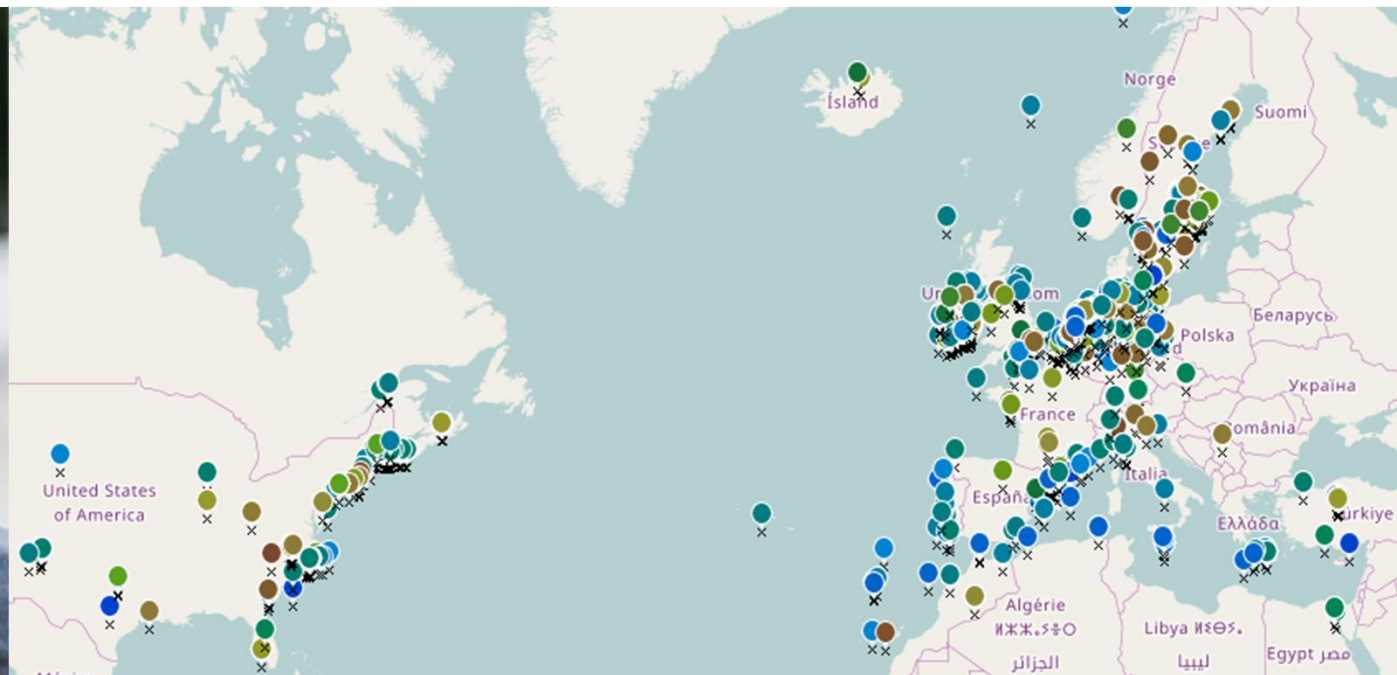 Norge
Suomi
Ísland
Беларусь
Polska
Україна
France
România
United States
of America
Italia
España
Ελλάδα
Türkiye
Algérie
ⵍⵣⵣⴰⵢⴻⵔ
الجزائر
Libya ⵍⵉⴱⵢⴰ
ليبيا
Egypt مصر